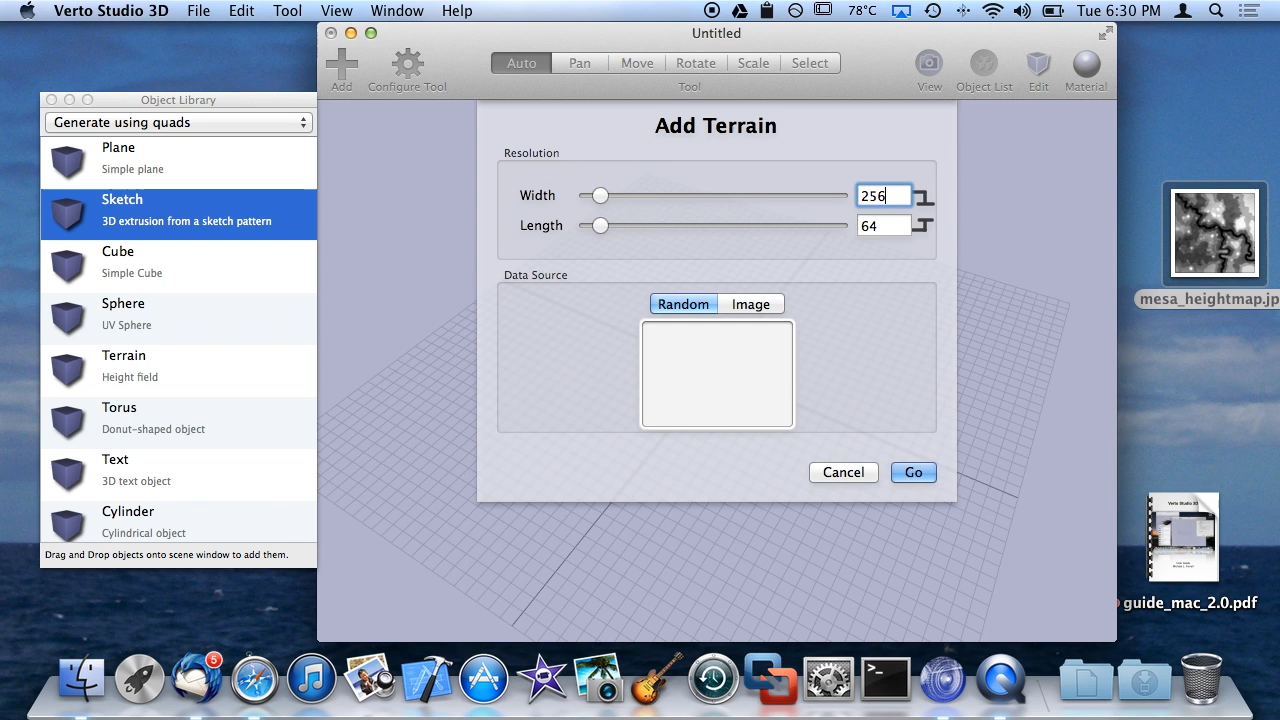 Verto Studio 3D File Edit Tool View Window Help 78°C Tue 6:30 PM
Untitled
Auto Pan Move Rotate Scale Select
Add Configure Tool Tool View Object List Edit Material
Object Library
Generate using quads
Plane
Simple plane
Sketch
3D extrusion from a sketch pattern
Cube
Simple Cube
Sphere
UV Sphere
Terrain
Height field
Torus
Donut-shaped object
Text
3D text object
Cylinder
Cylindrical object
Drag and Drop objects onto scene window to add them.
Add Terrain
Resolution
Width 256
Length 64
Data Source
Random Image
Cancel Go
mesa_heightmap.jp
Verto Studio 3D
guide_mac_2.0.pdf
5